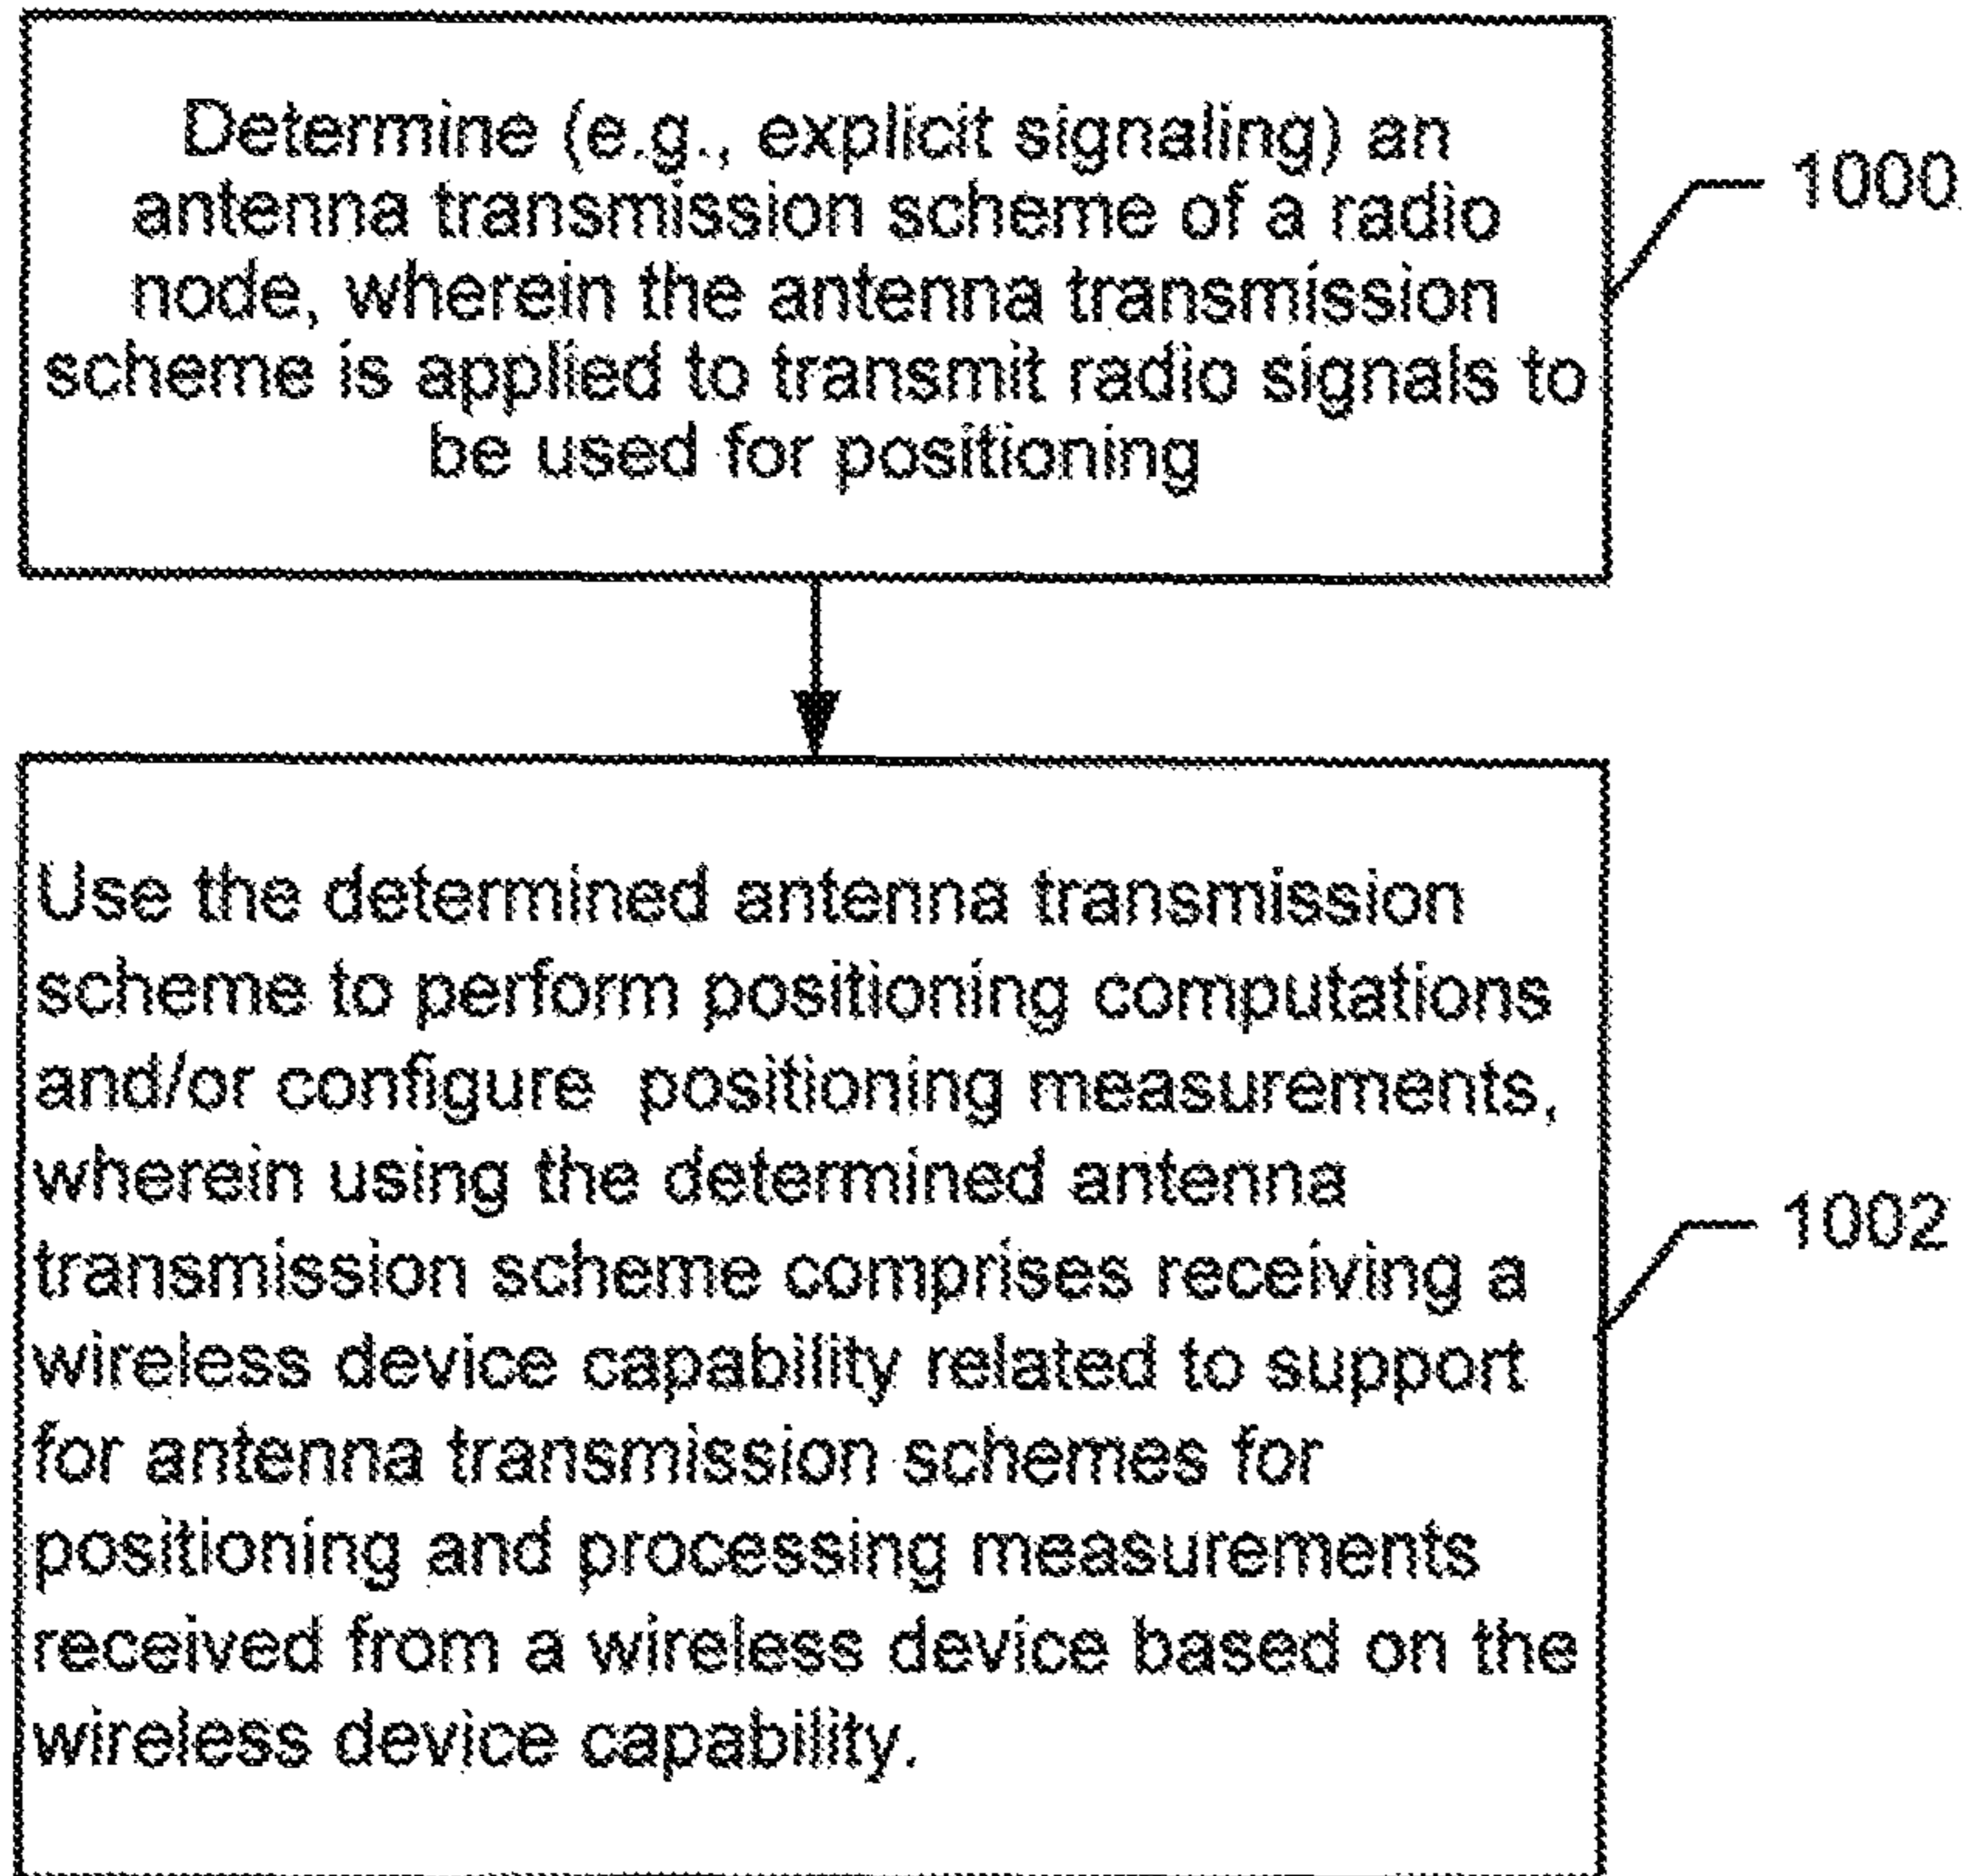 Determine (e.g., explicit signaling) an
antenna transmission scheme of a radio
node, wherein the antenna transmission
scheme is applied to transmit radio signals to
be used for positioning
1000
Use the determined antenna transmission
scheme to perform positioning computations
and/or configure positioning measurements,
wherein using the determined antenna
transmission scheme comprises receiving a
wireless device capability related to support
for antenna transmission schemes for
positioning and processing measurements
received from a wireless device based on the
wireless device capability.
1002